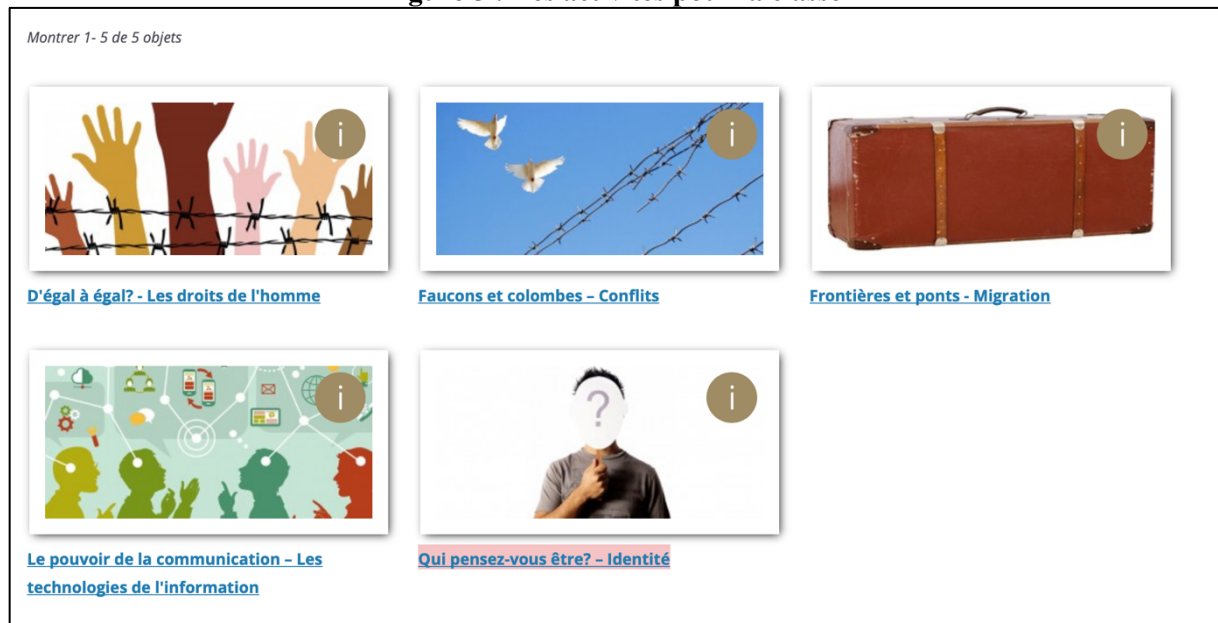 Montrer 1- 5 de 5 objets
i
i
i
D'égal à égal? - Les droits de l'homme
Faucons et colombes – Conflits
Frontières et ponts - Migration
i
?
i
Le pouvoir de la communication – Les
technologies de l'information
Qui pensez-vous être? – Identité